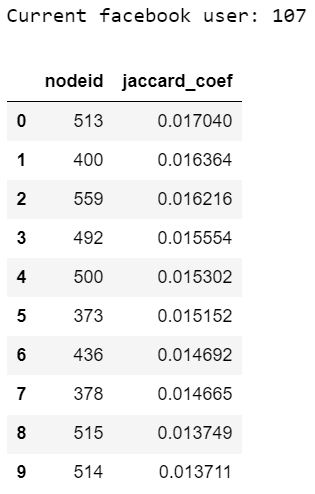 Current facebook user: 107
nodeid jaccard_coef
0 513 0.017040
1 400 0.016364
2 559 0.016216
3 492 0.015554
4 500 0.015302
5 373 0.015152
6 436 0.014692
7 378 0.014665
8 515 0.013749
9 514 0.013711